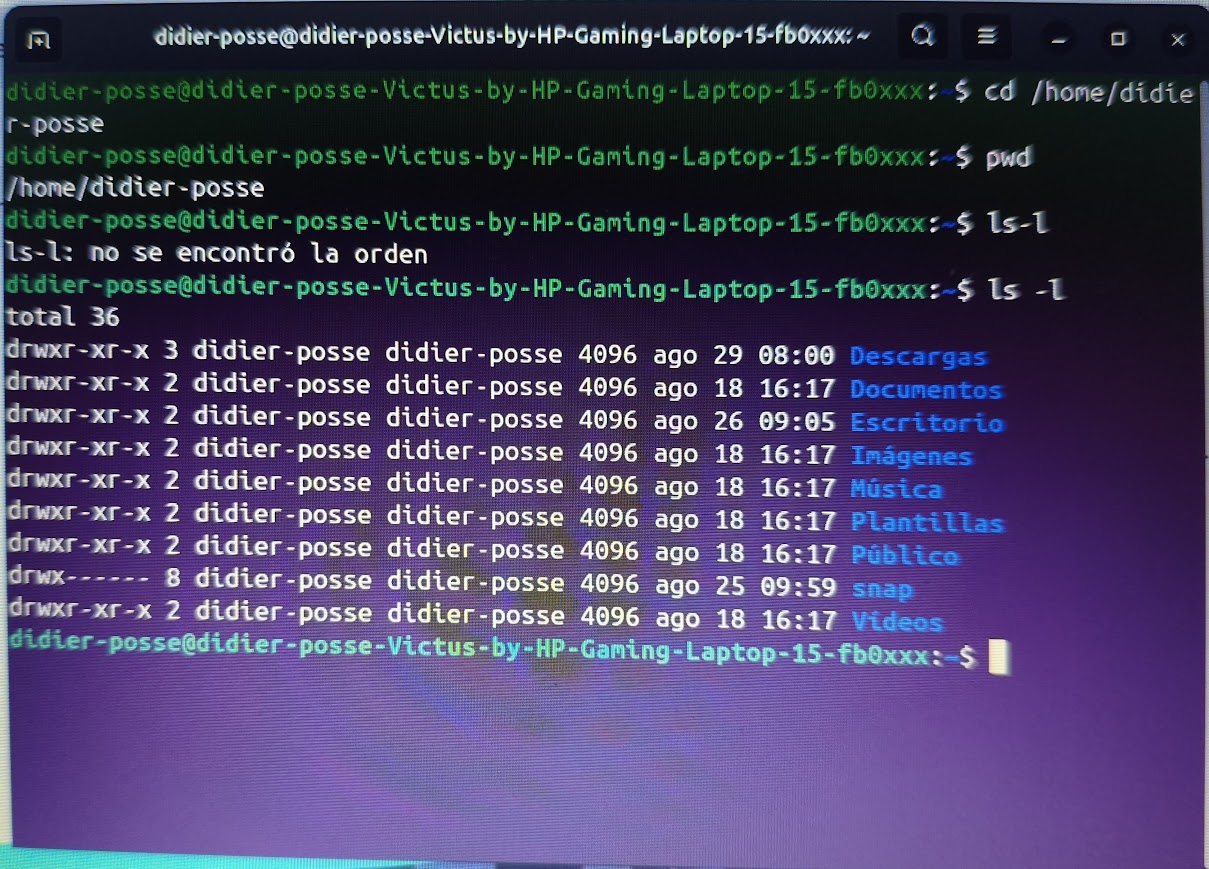 didier-posse@didier-posse-Victus-by-HP-Gaming-Laptop-15-fb0xxx: ~
didier-posse@didier-posse-Victus-by-HP-Gaming-Laptop-15-fb0xxx:~$ cd /home/didie
r-posse
didier-posse@didier-posse-Victus-by-HP-Gaming-Laptop-15-fb0xxx:~$ pwd
/home/didier-posse
didier-posse@didier-posse-Victus-by-HP-Gaming-Laptop-15-fb0xxx:~$ ls-l
ls-l: no se encontró la orden
didier-posse@didier-posse-Victus-by-HP-Gaming-Laptop-15-fb0xxx:~$ ls -l
total 36
drwxr-xr-x 3 didier-posse didier-posse 4096 ago 29 08:00 Descargas
drwxr-xr-x 2 didier-posse didier-posse 4096 ago 18 16:17 Documentos
drwxr-xr-x 2 didier-posse didier-posse 4096 ago 26 09:05 Escritorio
drwxr-xr-x 2 didier-posse didier-posse 4096 ago 18 16:17 Imágenes
drwxr-xr-x 2 didier-posse didier-posse 4096 ago 18 16:17 Música
drwxr-xr-x 2 didier-posse didier-posse 4096 ago 18 16:17 Plantillas
drwxr-xr-x 2 didier-posse didier-posse 4096 ago 18 16:17 Público
drwx------ 8 didier-posse didier-posse 4096 ago 25 09:59 snap
drwxr-xr-x 2 didier-posse didier-posse 4096 ago 18 16:17 Vídeos
didier-posse@didier-posse-Victus-by-HP-Gaming-Laptop-15-fb0xxx:~$